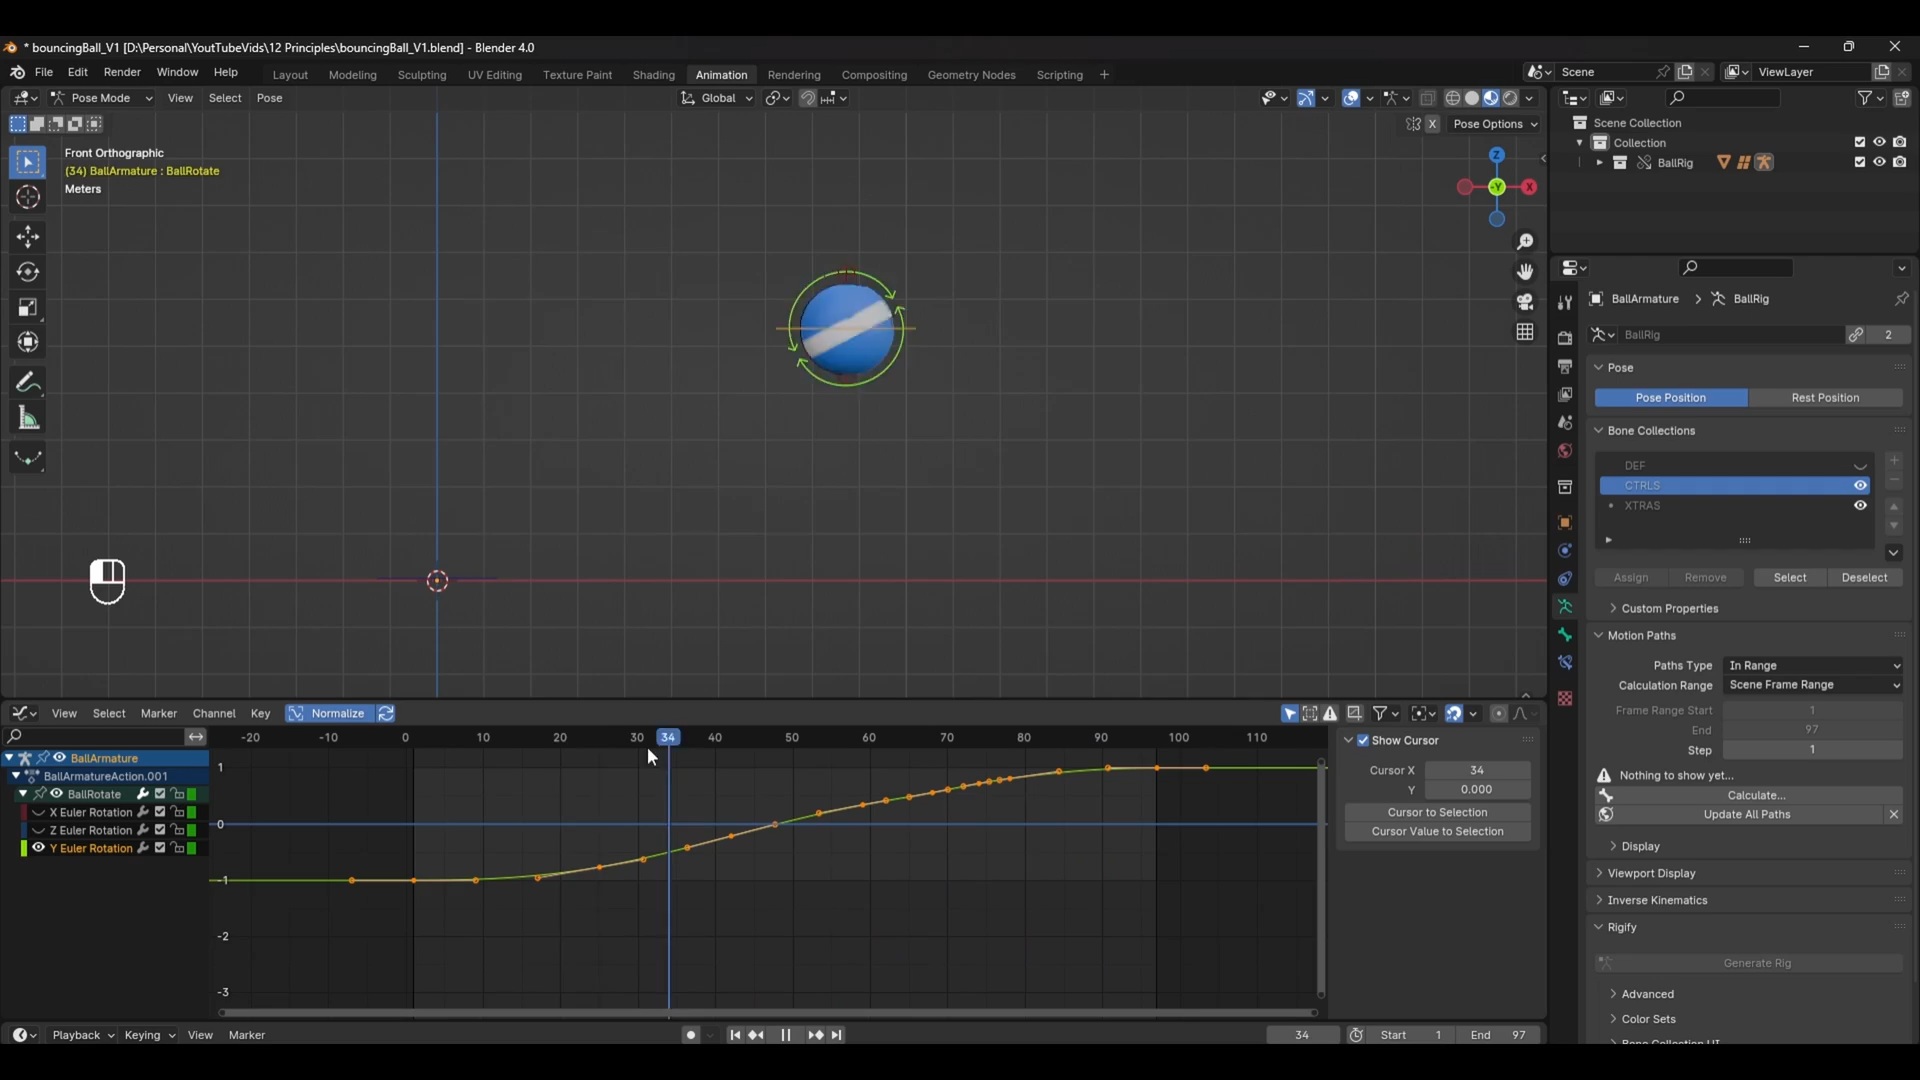 * bouncingBall_V1 [D:\Personal\YoutTubeVids\12 Principles\bouncingBall_V1.blend] - Blender 4.0
File Edit Render Window Help Layout Modeling Sculpting UV Editing Texture Paint Shading Animation Rendering Compositing Geometry Nodes Scripting + Scene ViewLayer
Pose Mode View Select Pose Global
X Pose Options
Front Orthographic
(34) BallArmature : BallRotate
Meters
Z
-Y X
Scene Collection
Collection
BallRig
BallArmature > BallRig
BallRig 2
Pose
Pose Position Rest Position
Bone Collections
DEF
CTRLS
XTRAS
Assign Remove Select Deselect
Custom Properties
Motion Paths
Paths Type In Range
Calculation Range Scene Frame Range
Frame Range Start 1
End 97
Step 1
Nothing to show yet...
Calculate...
Update All Paths
Display
Viewport Display
Inverse Kinematics
Rigify
Generate Rig
Advanced
Color Sets
Bone Collection UI
View Select Marker Channel Key Normalize
-20 -10 0 10 20 30 34 40 50 60 70 80 90 100 110
BallArmature
BallArmatureAction.001
BallRotate
X Euler Rotation
Z Euler Rotation
Y Euler Rotation
1
0
-1
-2
-3
Show Cursor
Cursor X 34
Y 0.000
Cursor to Selection
Cursor Value to Selection
Playback Keying View Marker 34 Start 1 End 97